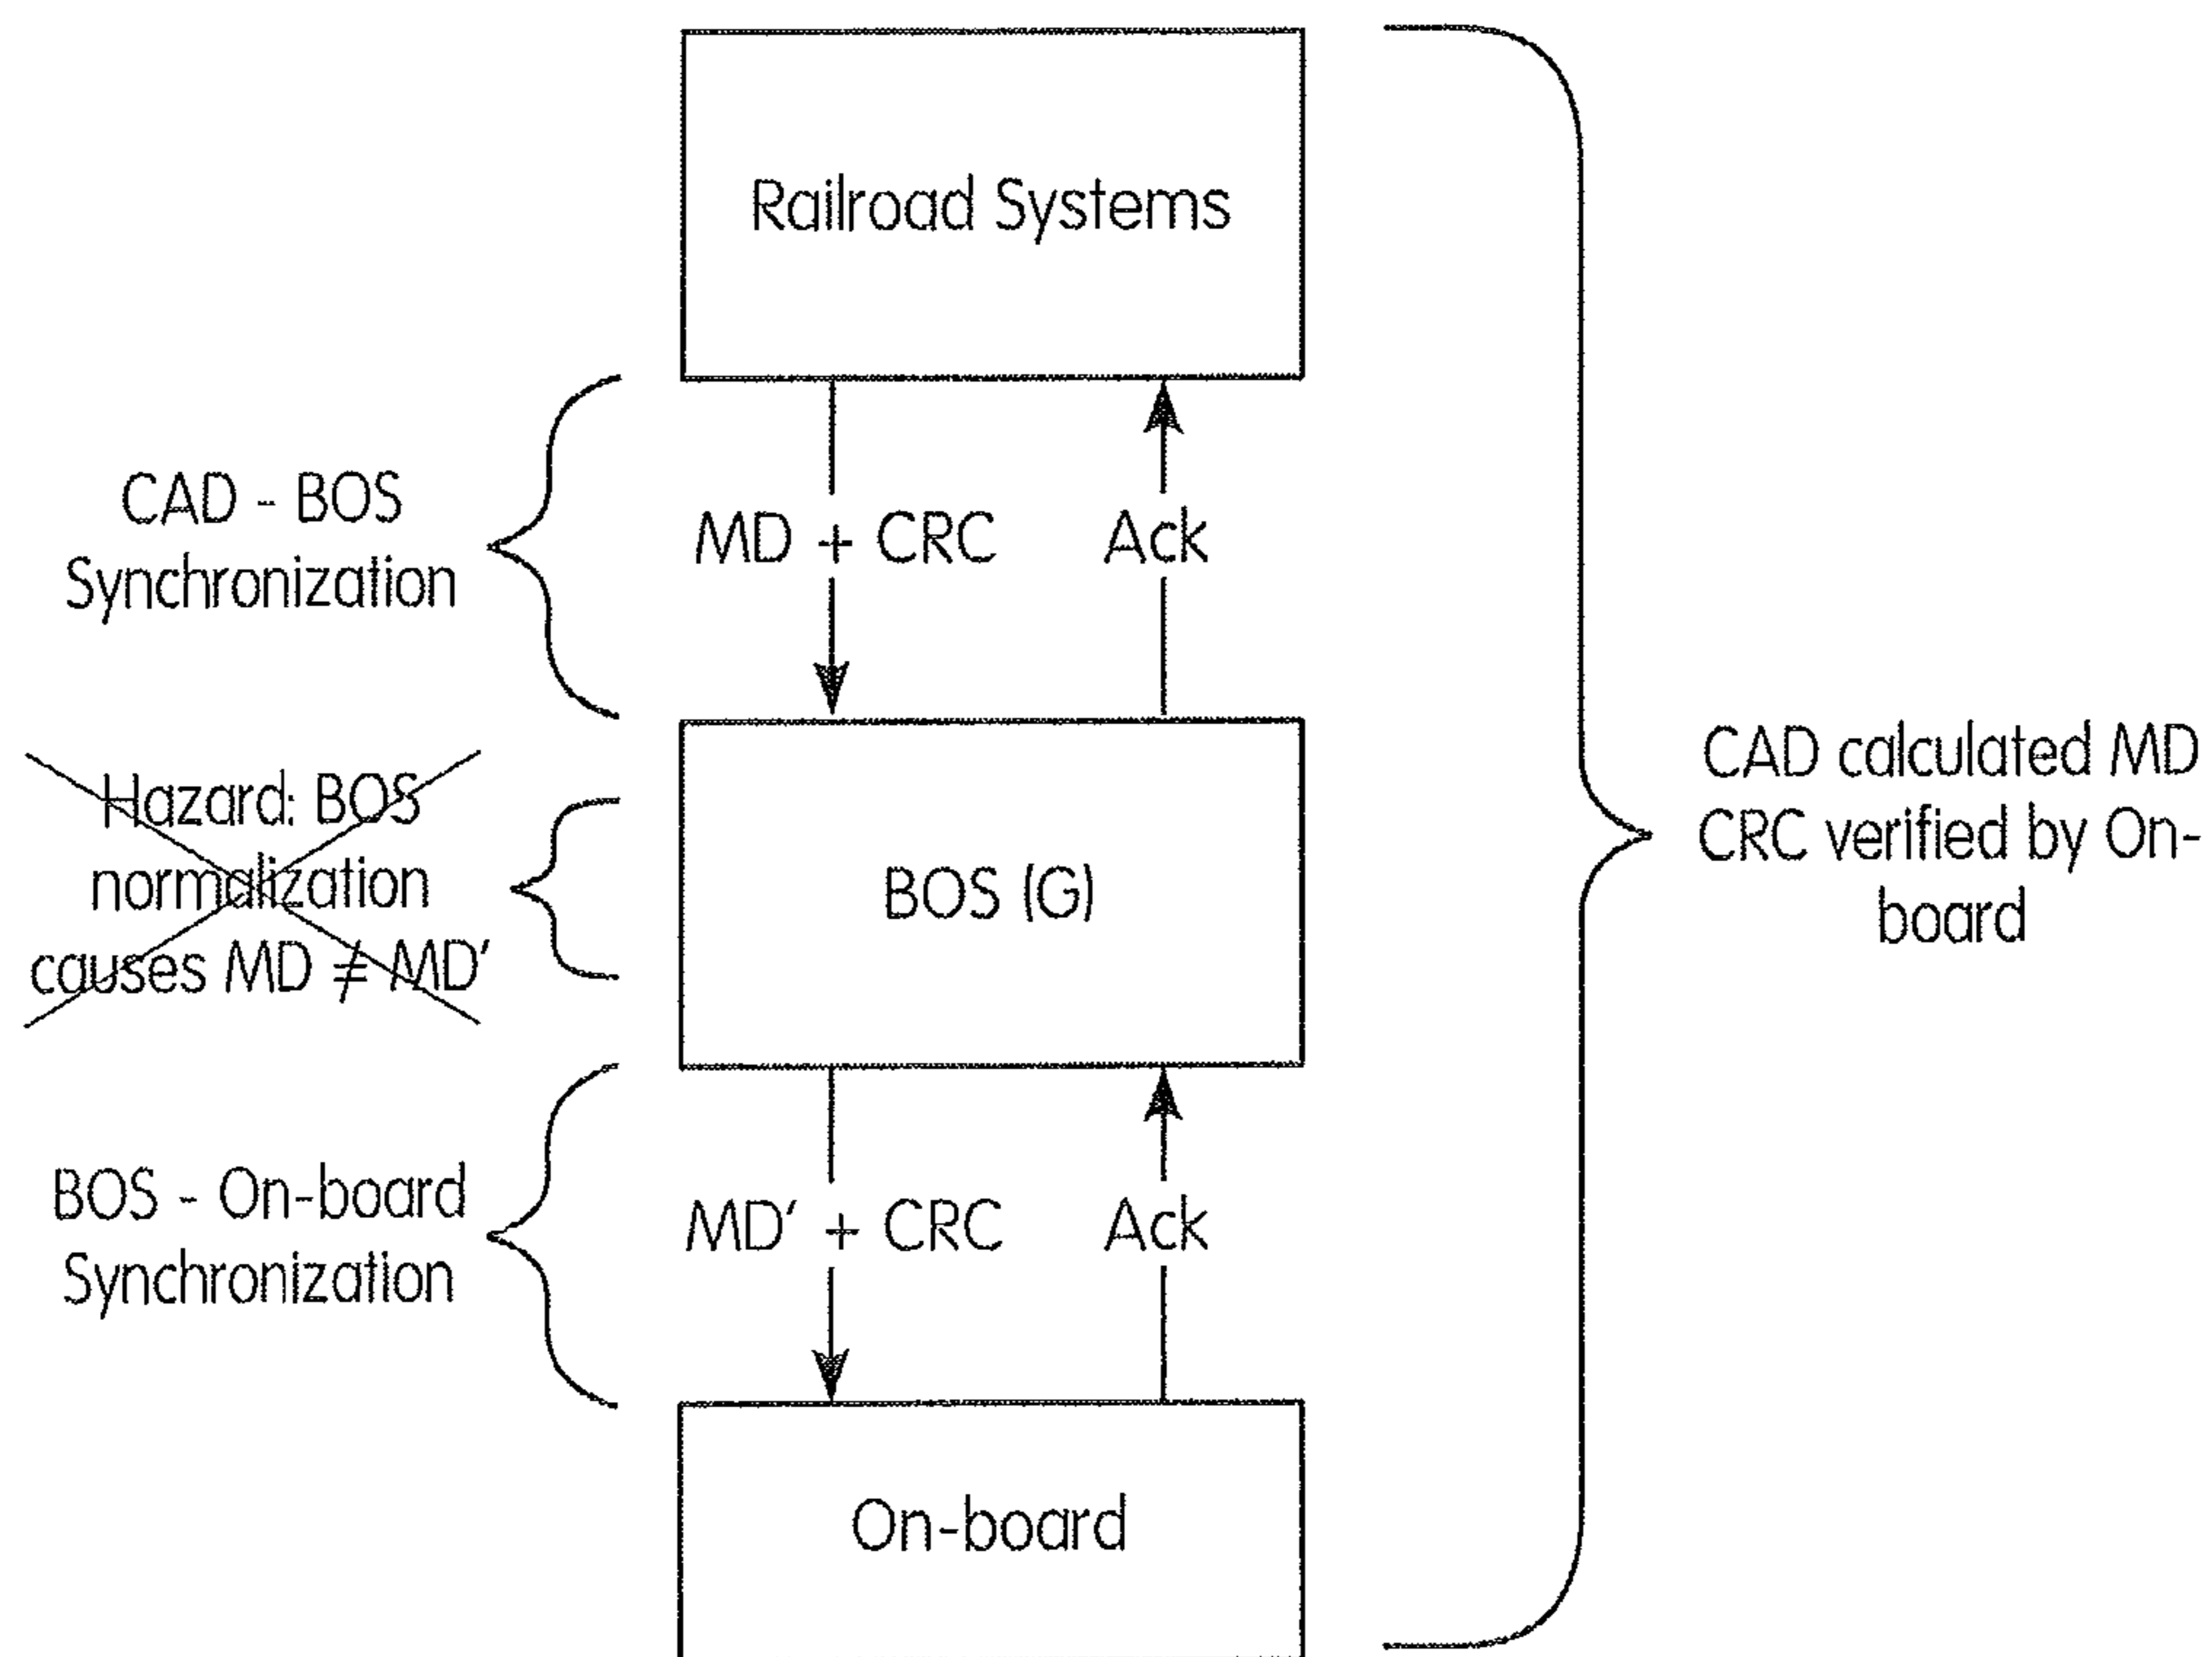 Railroad Systems
CAD - BOS
Synchronization
MD + CRC
Ack
Hazard: BOS
normalization
causes MD ≠ MD'
BOS (G)
CAD calculated MD
CRC verified by On-
board
BOS - On-board
Synchronization
MD' + CRC
Ack
On-board